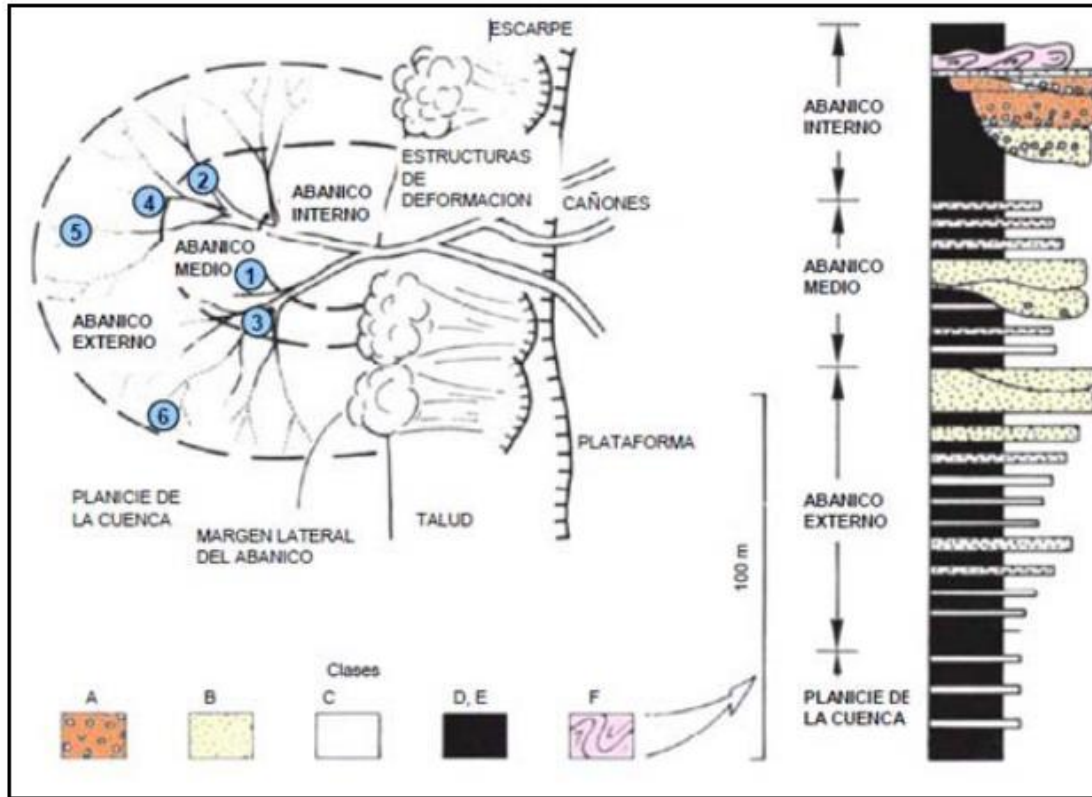 ESCARPE
ESTRUCTURAS
DE
DEFORMACION
CAÑONES
ABANICO
INTERNO
2
4
5
ABANICO
MEDIO
1
3
ABANICO
EXTERNO
6
PLATAFORMA
PLANICIE DE
LA CUENCA
MARGEN LATERAL
DEL ABANICO
TALUD
Clases
A
B
C
D, E
F
100 m
ABANICO
INTERNO
ABANICO
MEDIO
ABANICO
EXTERNO
PLANICIE DE
LA CUENCA